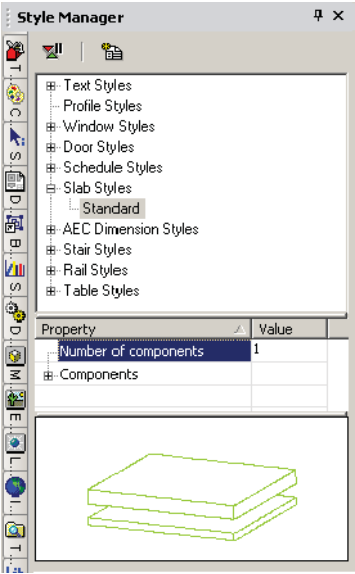 Style Manager
Text Styles
Profile Styles
Window Styles
Door Styles
Schedule Styles
Slab Styles
Standard
AEC Dimension Styles
Stair Styles
Rail Styles
Table Styles
Property Value
Number of components 1
Components
T
C
S
D
B
S
D
M
E
L
I
T